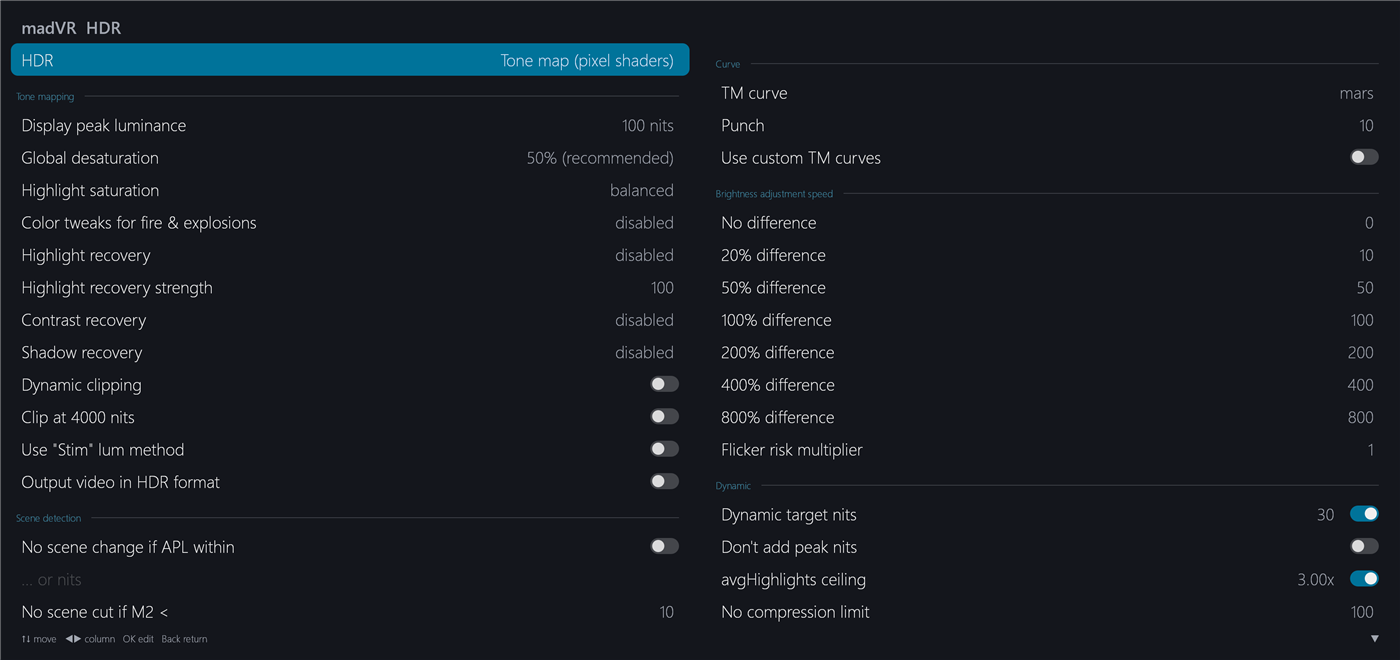 madVR HDR
HDR Tone map (pixel shaders)
Tone mapping
Display peak luminance 100 nits
Global desaturation 50% (recommended)
Highlight saturation balanced
Color tweaks for fire & explosions disabled
Highlight recovery disabled
Highlight recovery strength 100
Contrast recovery disabled
Shadow recovery disabled
Dynamic clipping
Clip at 4000 nits
Use "Stim" lum method
Output video in HDR format
Scene detection
No scene change if APL within
... or nits
No scene cut if M2 < 10
Curve
TM curve mars
Punch 10
Use custom TM curves
Brightness adjustment speed
No difference 0
20% difference 10
50% difference 50
100% difference 100
200% difference 200
400% difference 400
800% difference 800
Flicker risk multiplier 1
Dynamic
Dynamic target nits 30
Don't add peak nits
avgHighlights ceiling 3.00x
No compression limit 100
↑↓ move ◀▶ column OK edit Back return ▼